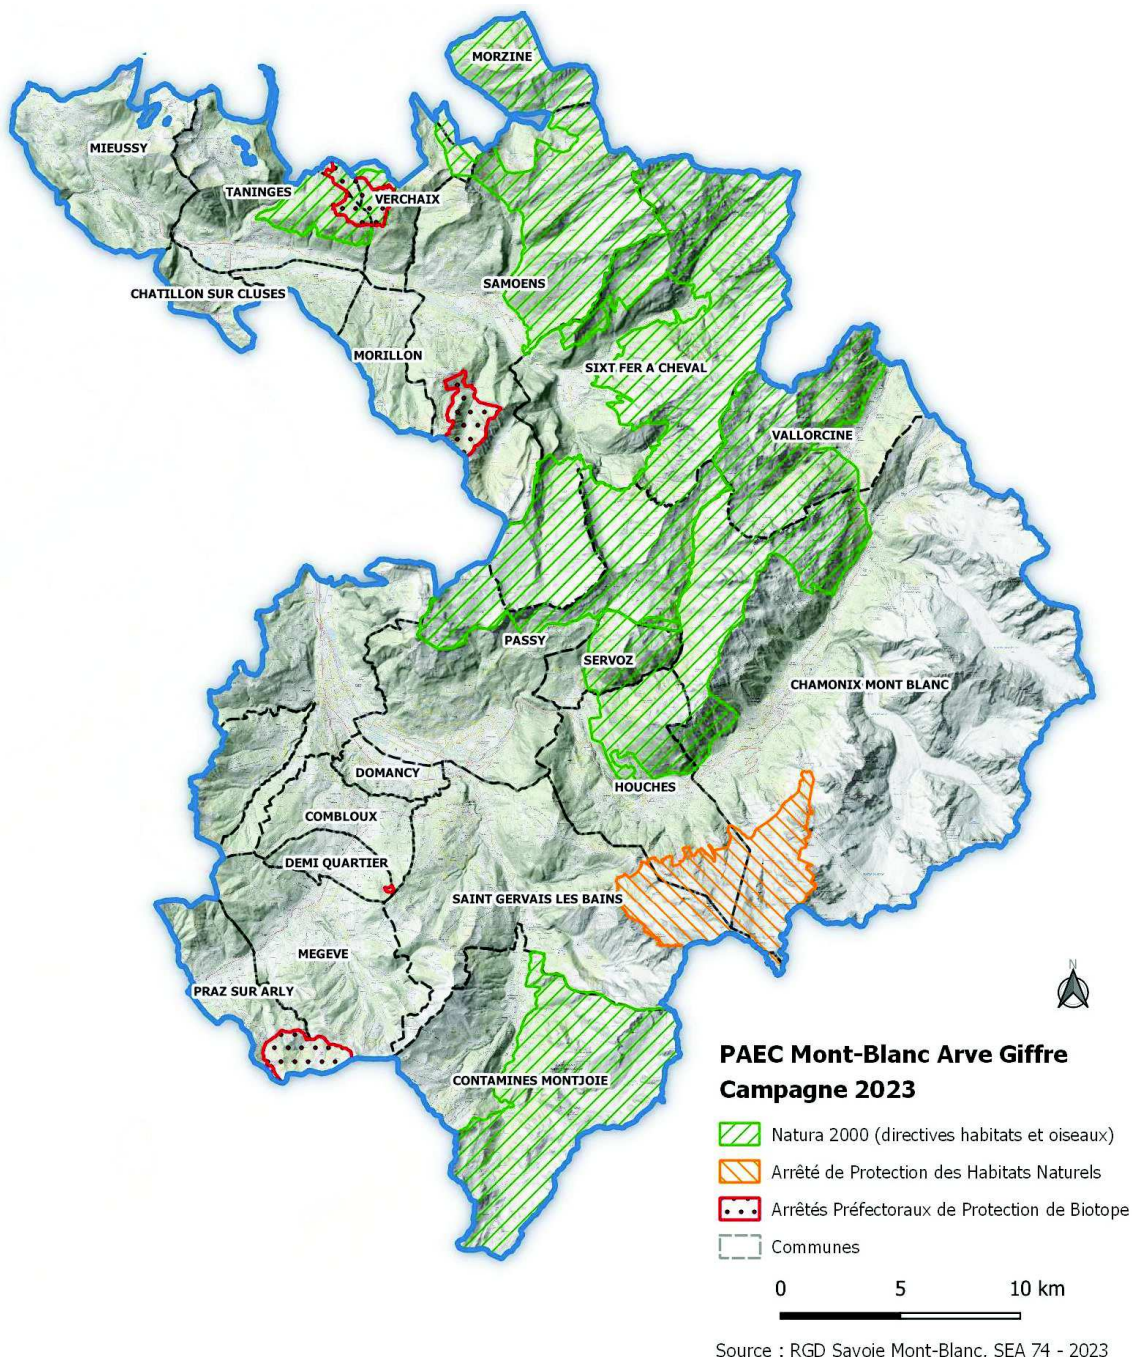 MORZINE
MIEUSSY
TANINGES
VERCHAIX
CHATILLON SUR CLUSES
SAMOENS
MORILLON
SIXT FER A CHEVAL
VALLORCINE
PASSY
SERVOZ
CHAMONIX MONT BLANC
DOMANCY
HOUCHES
COMBLOUX
DEMI QUARTIER
SAINT GERVAIS LES BAINS
MEGEVE
PRAZ SUR ARLY
CONTAMINES MONTJOIE
N
PAEC Mont-Blanc Arve Giffre
Campagne 2023
Natura 2000 (directives habitats et oiseaux)
Arrêté de Protection des Habitats Naturels
Arrêtés Préfectoraux de Protection de Biotope
Communes
0 5 10 km
Source : RGD Savoie Mont-Blanc, SEA 74 - 2023